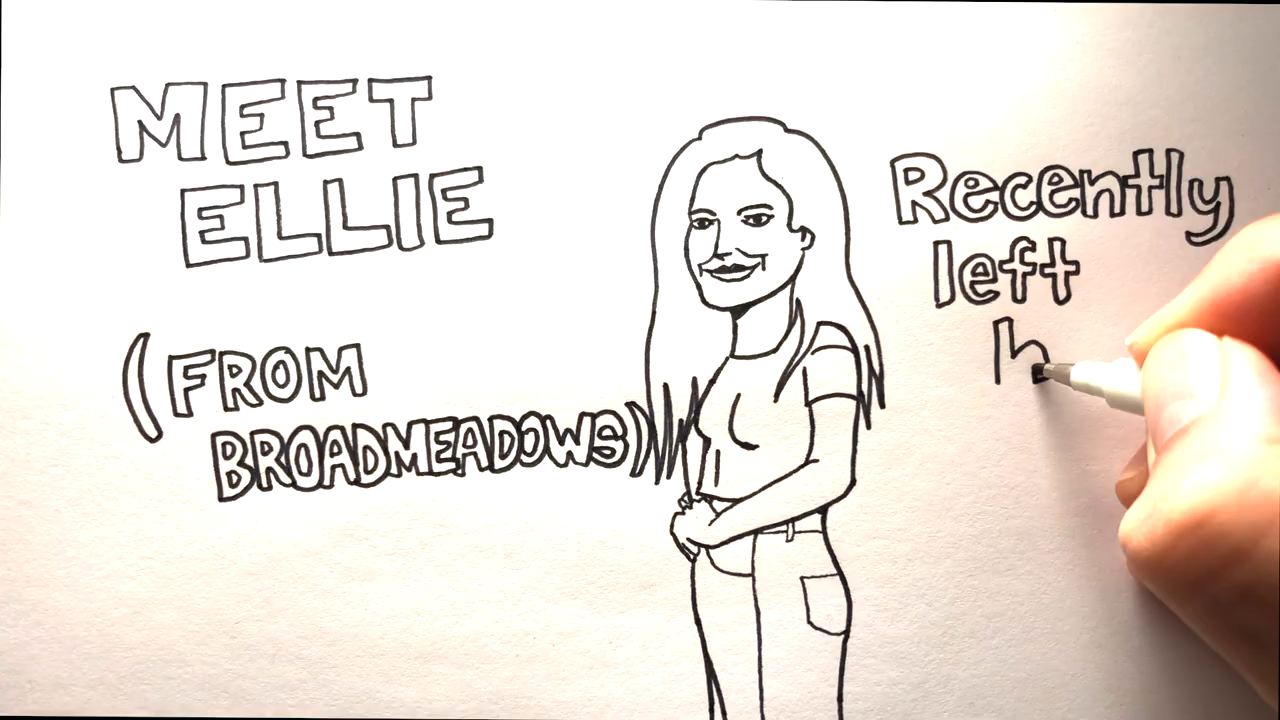 MEET
ELLIE
(FROM
BROADMEADOWS)
Recently
left
h